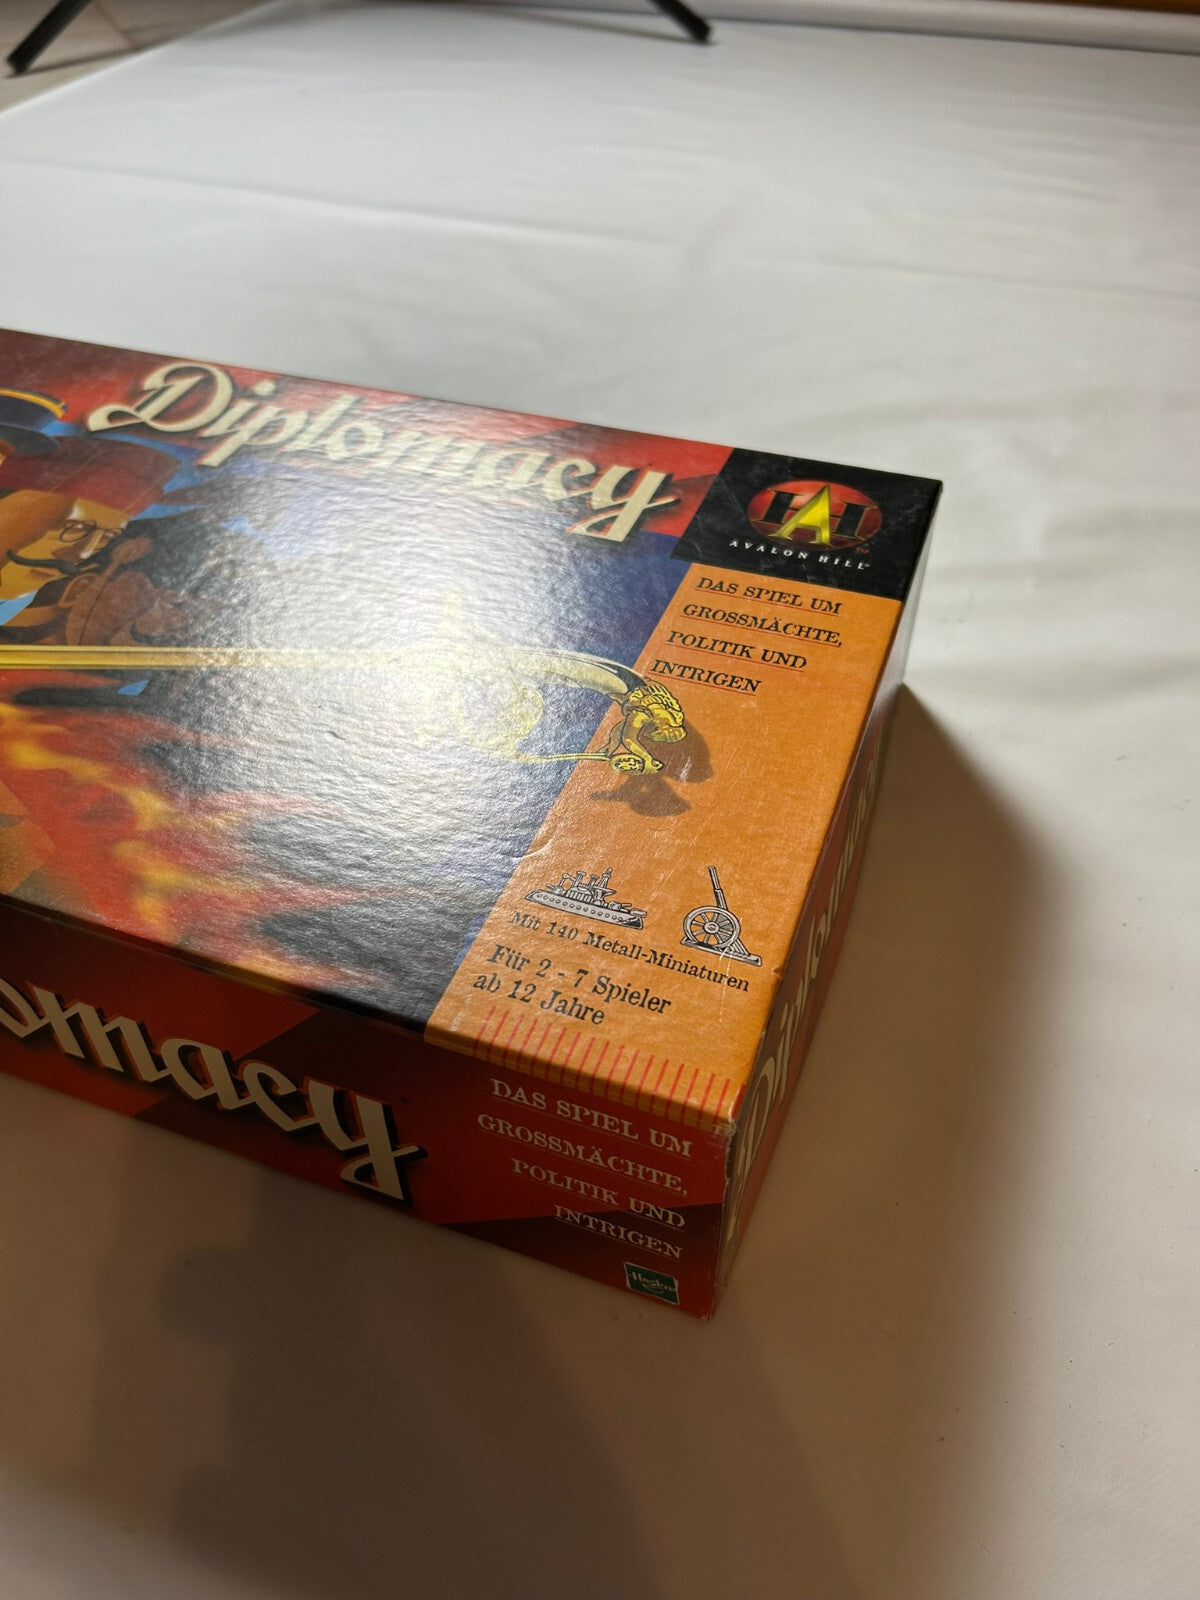 Diplomacy
AVALON HILL
DAS SPIEL UM
GROSSMÄCHTE,
POLITIK UND
INTRIGEN
Mit 140 Metall-Miniaturen
Für 2 - 7 Spieler
ab 12 Jahre
omacy
DAS SPIEL UM
GROSSMÄCHTE,
POLITIK UND
INTRIGEN
Hasbro
Diplomacy